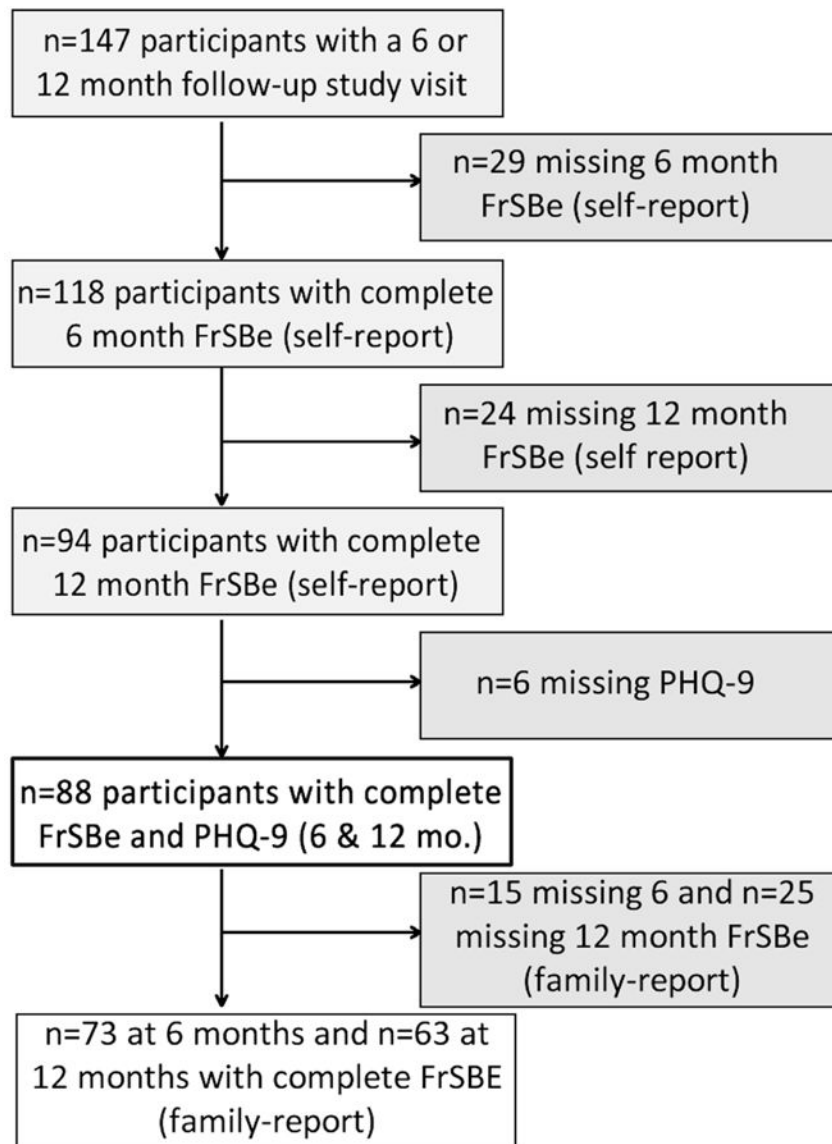 n=147 participants with a 6 or
12 month follow-up study visit
n=29 missing 6 month
FrSBe (self-report)
n=118 participants with complete
6 month FrSBe (self-report)
n=24 missing 12 month
FrSBe (self report)
n=94 participants with complete
12 month FrSBe (self-report)
n=6 missing PHQ-9
n=88 participants with complete
FrSBe and PHQ-9 (6 & 12 mo.)
n=15 missing 6 and n=25
missing 12 month FrSBe
(family-report)
n=73 at 6 months and n=63 at
12 months with complete FrSBE
(family-report)